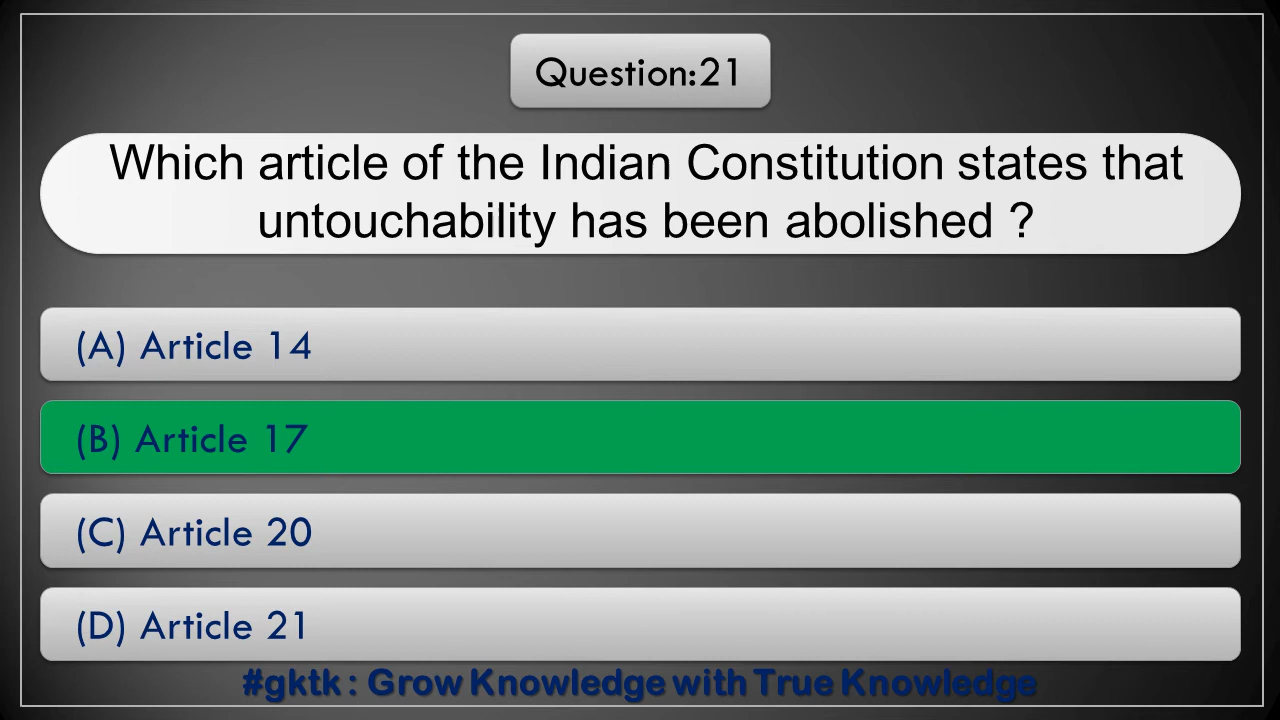 Question:21
Which article of the Indian Constitution states that
untouchability has been abolished ?
(A) Article 14
(B) Article 17
(C) Article 20
(D) Article 21
#gktk : Grow Knowledge with True Knowledge